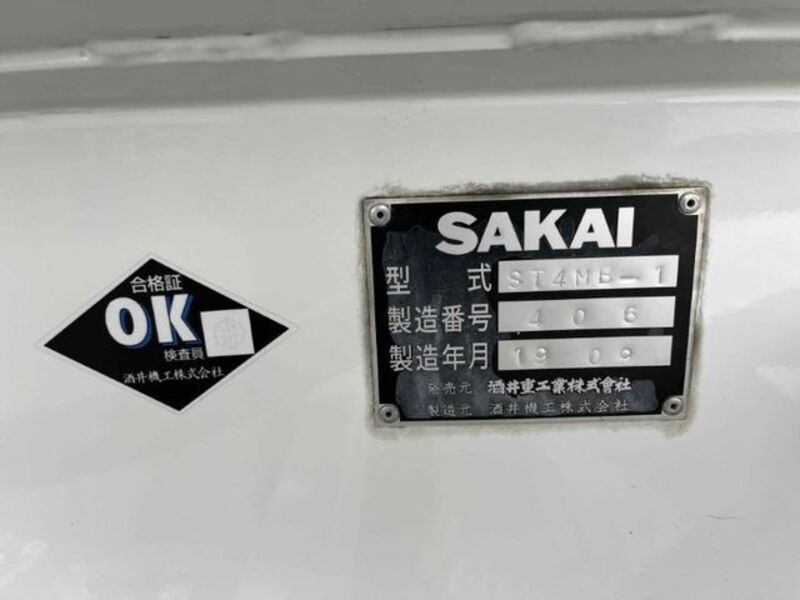 合格証
OK
検査員
酒井機工株式会社
SAKAI
型 式 ST4ME-1
製造番号 406
製造年月 19 09
発売元 酒井重工業株式會社
製造元 酒井機工株式会社